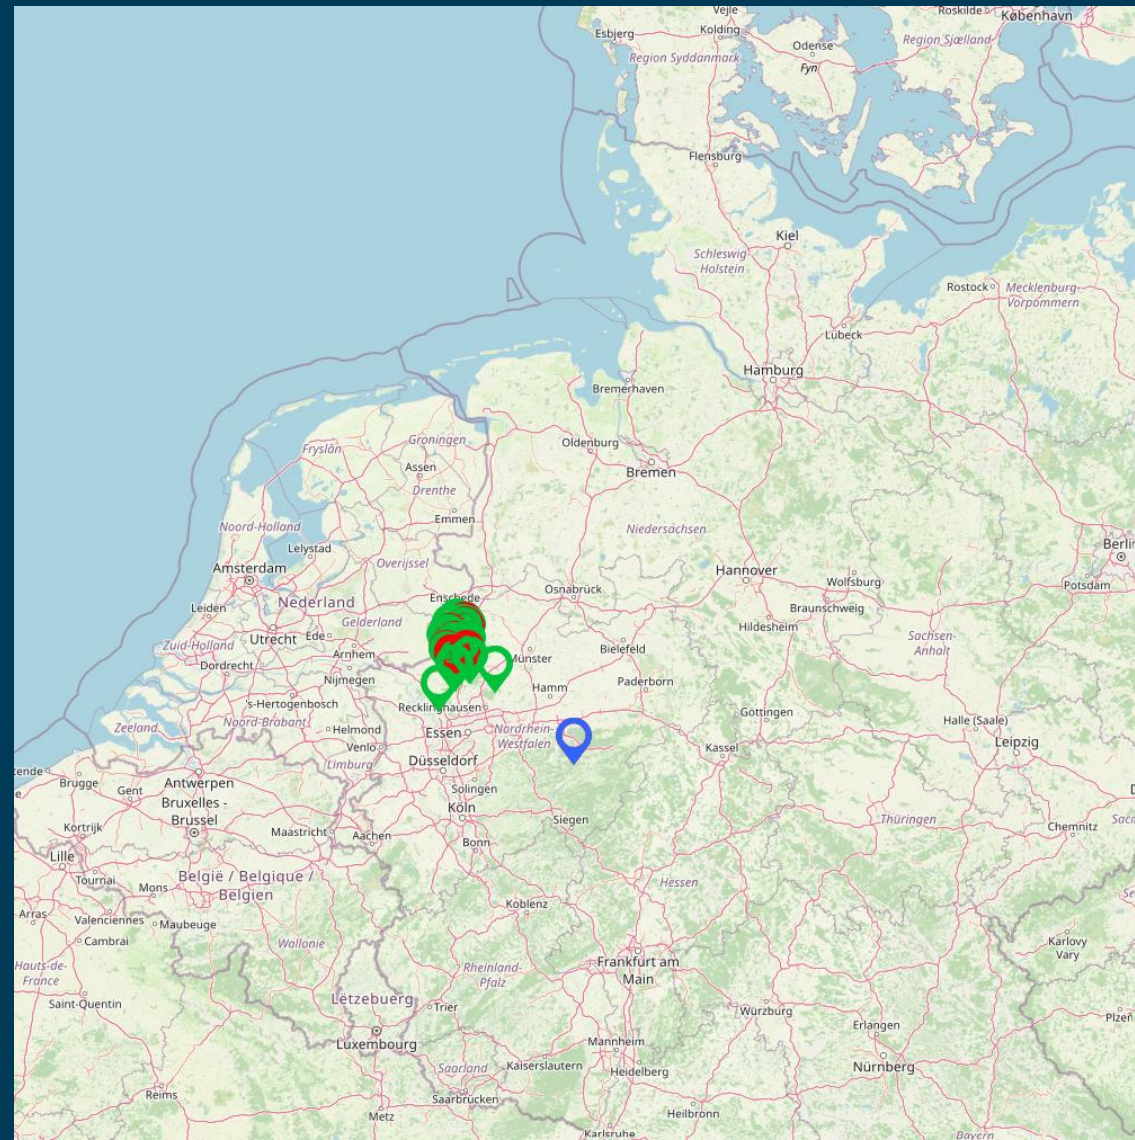 Vejle
Roskilde
København
Esbjerg
Kolding
Odense
Region Sjælland
Region Syddanmark
Fyn
Flensburg
Kiel
Schleswig-
Holstein
Rostock
Mecklenburg-
Vorpommern
Lübeck
Hamburg
Bremerhaven
Groningen
Oldenburg
Fryslân
Assen
Bremen
Drenthe
Emmen
Noord-Holland
Niedersachsen
Lelystad
Berlin
Overijssel
Amsterdam
Hannover
Wolfsburg
Potsdam
Osnabrück
Enschede
Nederland
Leiden
Braunschweig
Gelderland
Hildesheim
Utrecht
Ede
Sachsen-
Anhalt
Zuid-Holland
Arnhem
Bielefeld
Münster
Dordrecht
Nijmegen
Paderborn
Hamm
's-Hertogenbosch
Recklinghausen
Göttingen
Halle (Saale)
Zeeland
Noord-Brabant
Helmond
Essen
Nordrhein-
Westfalen
Leipzig
Venlo
Kassel
Limburg
Düsseldorf
Brugge
Antwerpen
Solingen
Gent
Bruxelles -
Brussel
Köln
Thüringen
Kortrijk
Maastricht
Aachen
Siegen
Chemnitz
Bonn
Lille
België / Belgique /
Belgien
Tournai
Mons
Hessen
Koblenz
Arras
Valenciennes
Maubeuge
Cambrai
Wallonie
Karlovy
Vary
Hauts-de-
France
Rheinland-
Pfalz
Frankfurt am
Main
Saint-Quentin
Lëtzebuerg
Trier
Würzburg
Erlangen
Luxembourg
Mannheim
Saarland
Kaiserslautern
Heidelberg
Nürnberg
Reims
Saarbrücken
Metz
Heilbronn
Karlsruhe
Bayern